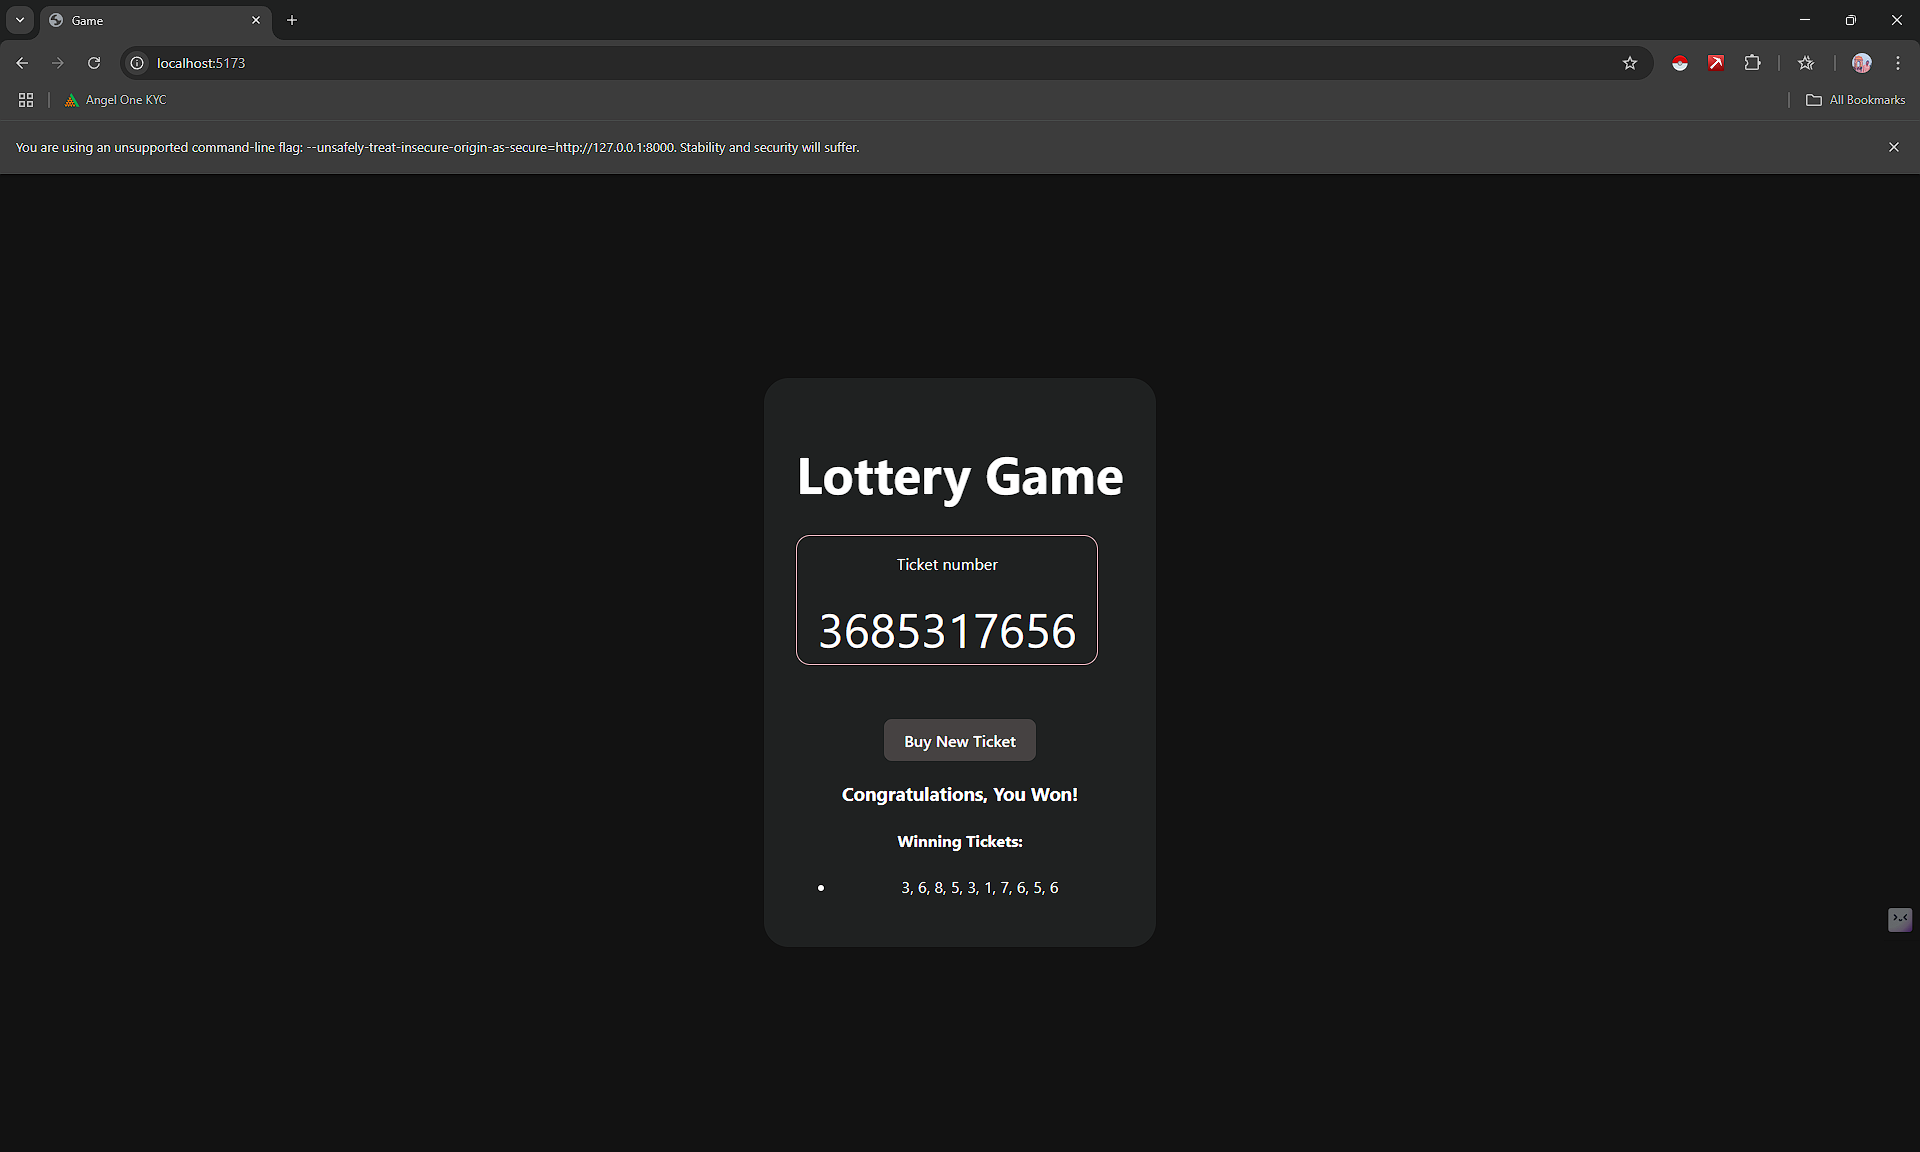 Game
localhost:5173
Angel One KYC
All Bookmarks
You are using an unsupported command-line flag: --unsafely-treat-insecure-origin-as-secure=http://127.0.0.1:8000. Stability and security will suffer.
Lottery Game
Ticket number
3685317656
Buy New Ticket
Congratulations, You Won!
Winning Tickets:
• 3, 6, 8, 5, 3, 1, 7, 6, 5, 6